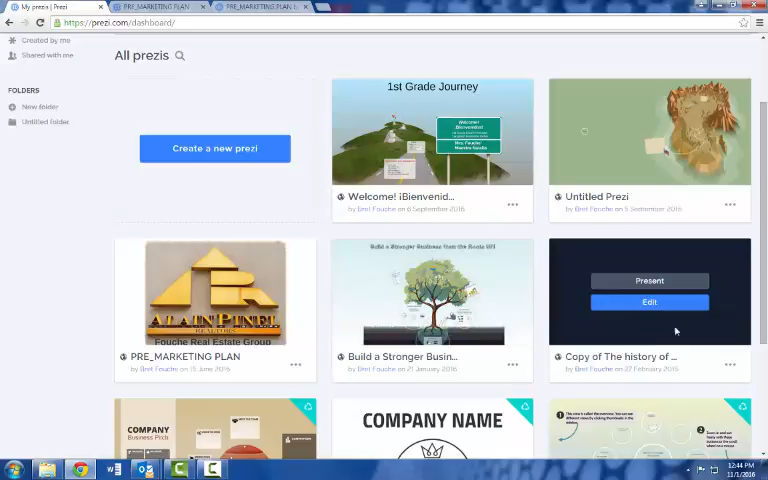 My prezis | Prezi
PRE_MARKETING PLAN
PRE_MARKETING PLAN
https://prezi.com/dashboard/
Created by me
Shared with me
FOLDERS
New folder
Untitled folder
All prezis
Create a new prezi
1st Grade Journey
Welcome!
¡Bienvenidos!
Mrs. Fouche
Welcome! ¡Bienvenid...
by Bret Fouche on 6 September 2016
Untitled Prezi
by Bret Fouche on 5 September 2016
ALAIN PINEL
REALTORS
Fouche Real Estate Group
PRE_MARKETING PLAN
by Bret Fouche on 15 June 2016
Build a Stronger Business from the Roots UP!
Build a Stronger Busin...
by Bret Fouche on 21 January 2016
Present
Edit
Copy of The history of ...
by Bret Fouche on 22 February 2015
COMPANY
Business Pitch
COMPANY NAME
12:44 PM
11/1/2016